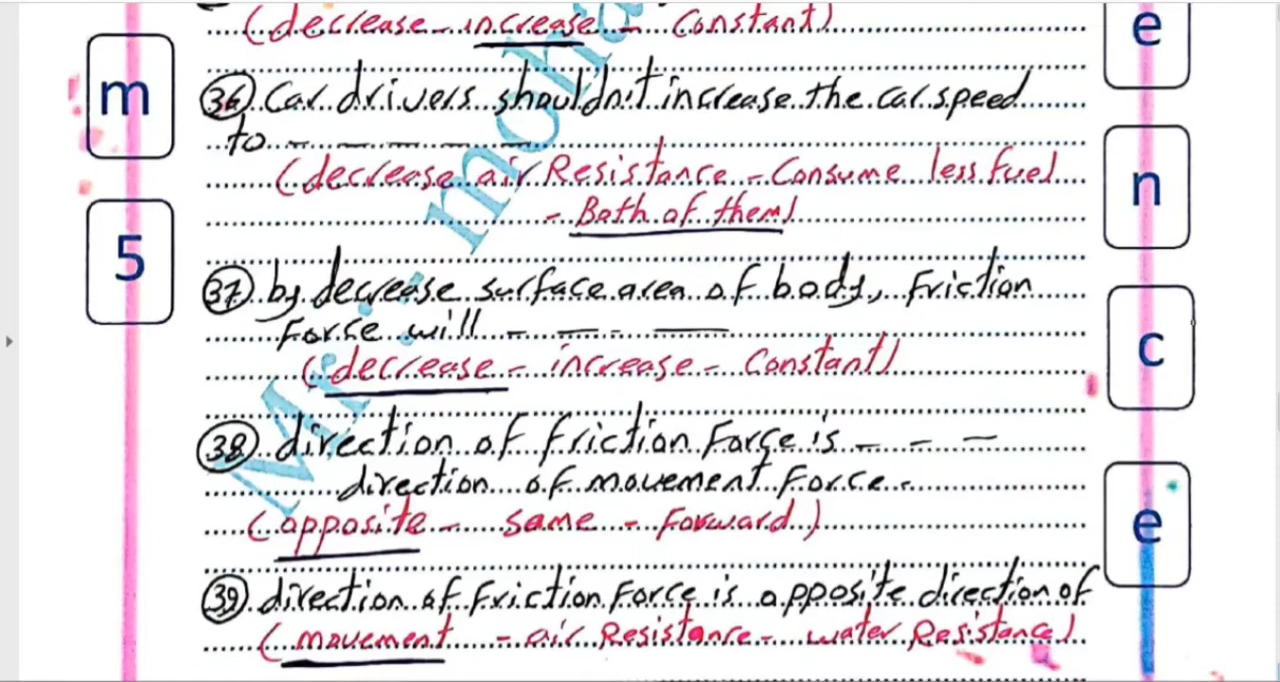 (decrease - increase - Constant)
m
e
(36) Car drivers shouldn't increase the car speed
to - - - - -
(decrease air Resistance - Consume less fuel
- Both of them)
n
5
(37) by decrease surface area of body, friction
Force will - - - -
(decrease - increase - Constant)
c
(38) direction of friction Force is - - -
direction of movement Force.
(opposite - same - Forward)
e
(39) direction of friction Force is opposite direction of
(movement - air Resistance - water Resistance)
Mr. moha